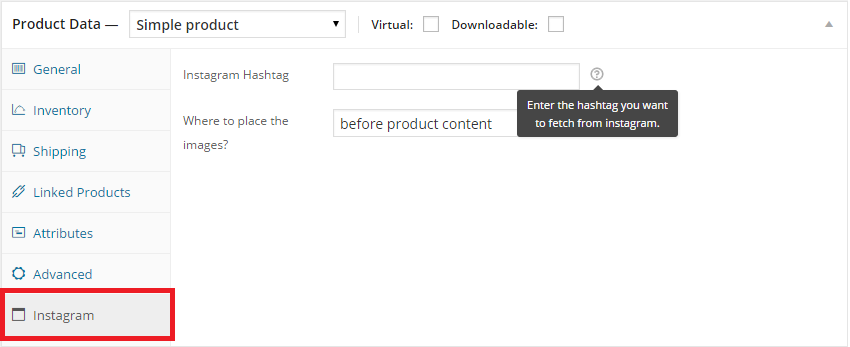 Product Data — Simple product Virtual: Downloadable:
General
Inventory
Shipping
Linked Products
Attributes
Advanced
Instagram
Instagram Hashtag
Enter the hashtag you want
to fetch from instagram.
Where to place the
images?
before product content